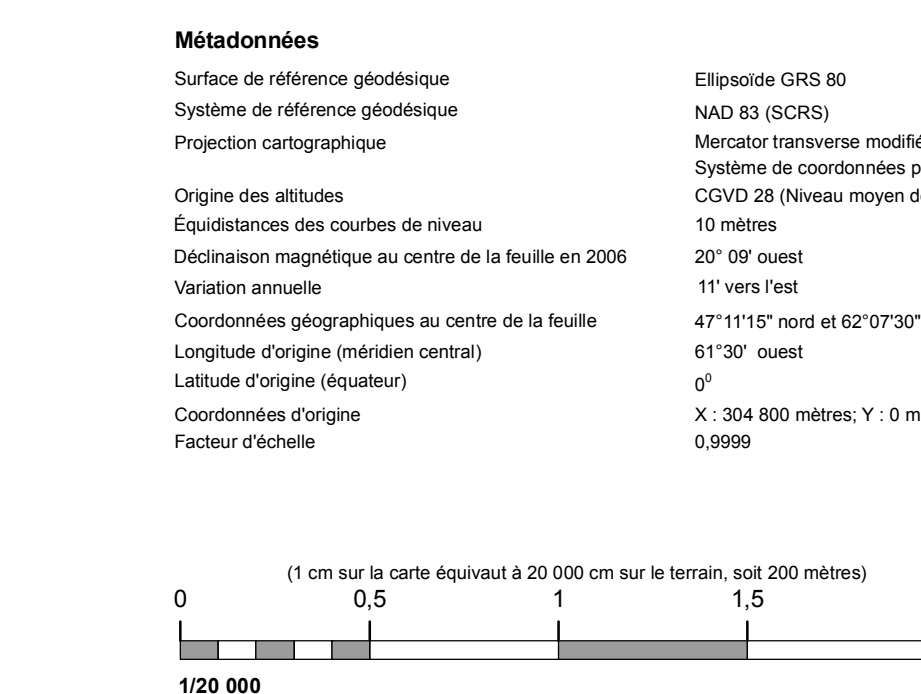 Métadonnées
Surface de référence géodésique Ellipsoïde GRS 80
Système de référence géodésique NAD 83 (SCRS)
Projection cartographique Mercator transverse modifié
Système de coordonnées p
Origine des altitudes CGVD 28 (Niveau moyen d
Équidistances des courbes de niveau 10 mètres
Déclinaison magnétique au centre de la feuille en 2006 20° 09' ouest
Variation annuelle 11' vers l'est
Coordonnées géographiques au centre de la feuille 47°11'15" nord et 62°07'30"
Longitude d'origine (méridien central) 61°30' ouest
Latitude d'origine (équateur) 0⁰
Coordonnées d'origine X : 304 800 mètres; Y : 0 m
Facteur d'échelle 0,9999
(1 cm sur la carte équivaut à 20 000 cm sur le terrain, soit 200 mètres)
0 0,5 1 1,5
1/20 000